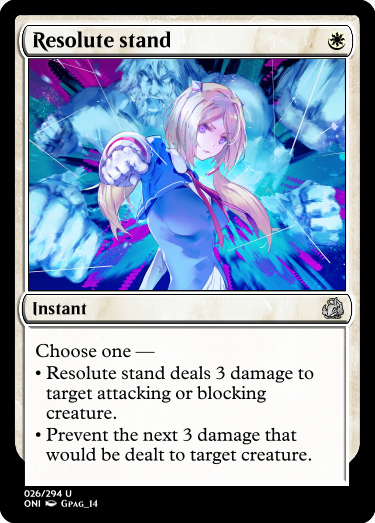 Resolute stand
Instant
Choose one —
• Resolute stand deals 3 damage to
target attacking or blocking
creature.
• Prevent the next 3 damage that
would be dealt to target creature.
026/294 U
ONI Gpag_14